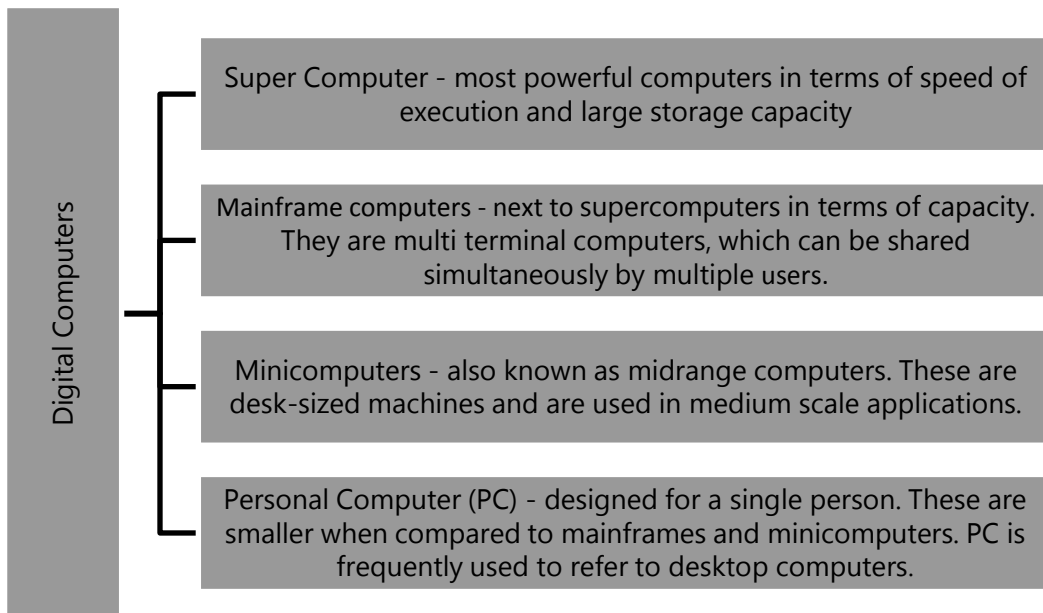 Digital Computers
Super Computer - most powerful computers in terms of speed of
execution and large storage capacity
Mainframe computers - next to supercomputers in terms of capacity.
They are multi terminal computers, which can be shared
simultaneously by multiple users.
Minicomputers - also known as midrange computers. These are
desk-sized machines and are used in medium scale applications.
Personal Computer (PC) - designed for a single person. These are
smaller when compared to mainframes and minicomputers. PC is
frequently used to refer to desktop computers.